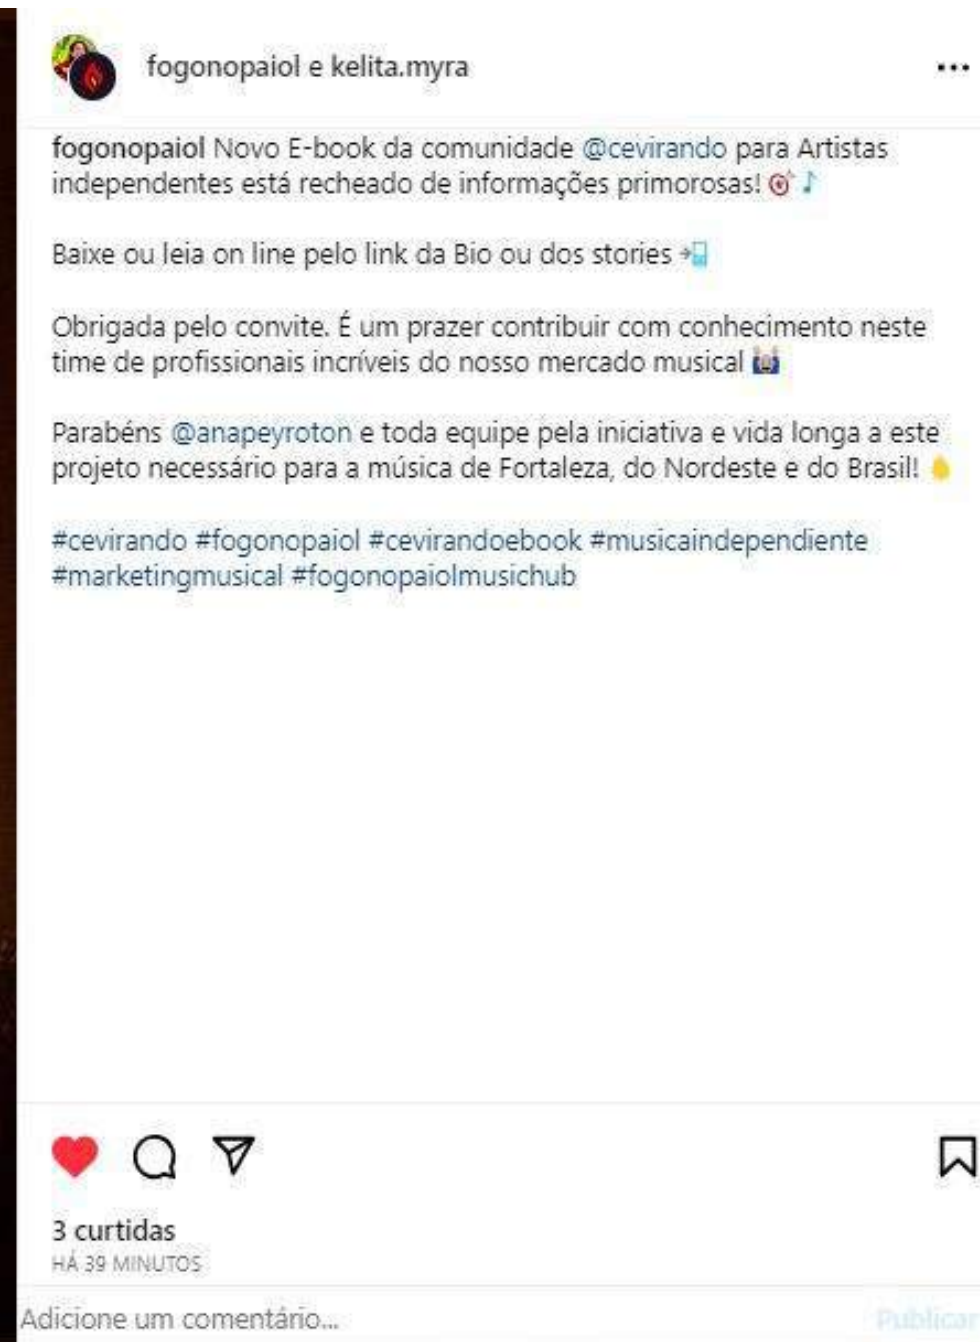 fogonopaiol e kelita.myra
fogonopaiol Novo E-book da comunidade @cevirando para Artistas
independentes está recheado de informações primorosas! 🎯🎵
Baixe ou leia on line pelo link da Bio ou dos stories 📲
Obrigada pelo convite. É um prazer contribuir com conhecimento neste
time de profissionais incríveis do nosso mercado musical 🙌
Parabéns @anapeyroton e toda equipe pela iniciativa e vida longa a este
projeto necessário para a música de Fortaleza, do Nordeste e do Brasil!
#cevirando #fogonopaiol #cevirandoebook #musicaindependiente
#marketingmusical #fogonopaiolmusichub
3 curtidas
HÁ 39 MINUTOS
Adicione um comentário...
Publicar